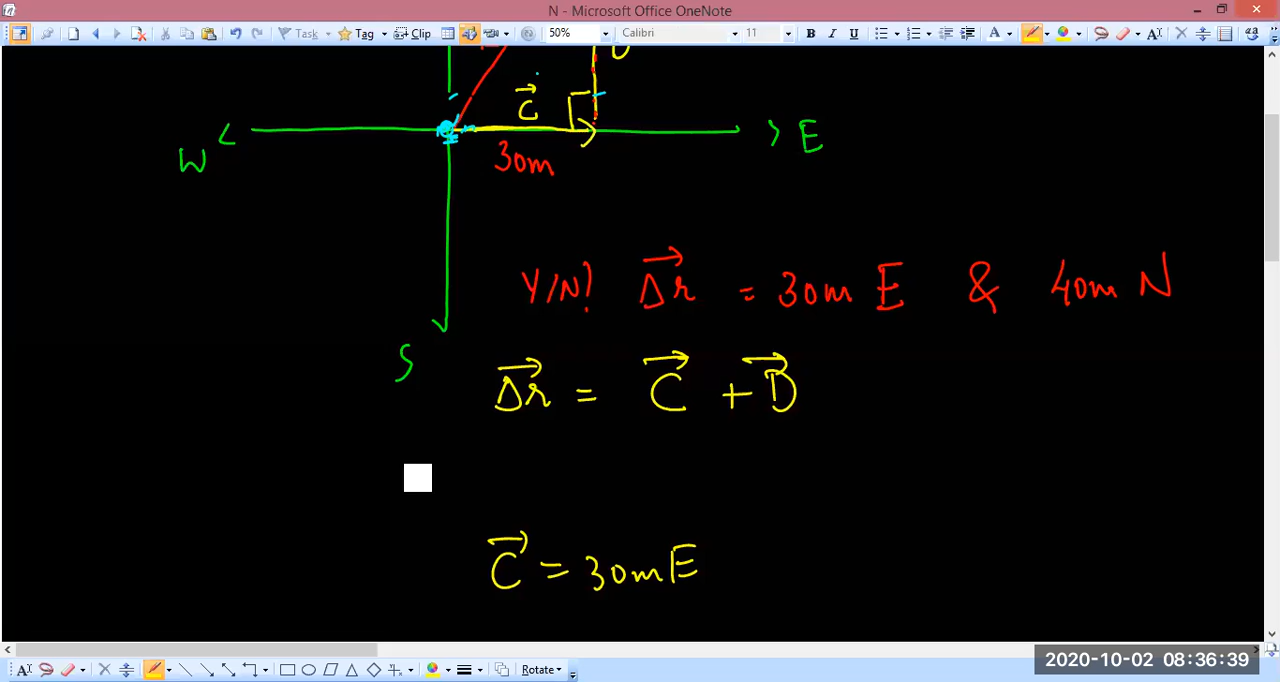 N - Microsoft Office OneNote
Task Tag Clip 50% Calibri 11 B I U A
C
E
W
30m
Y/N? Δr = 30m E & 40m N
S
Δr = C + D
C = 30m E
Rotate
2020-10-02 08:36:39